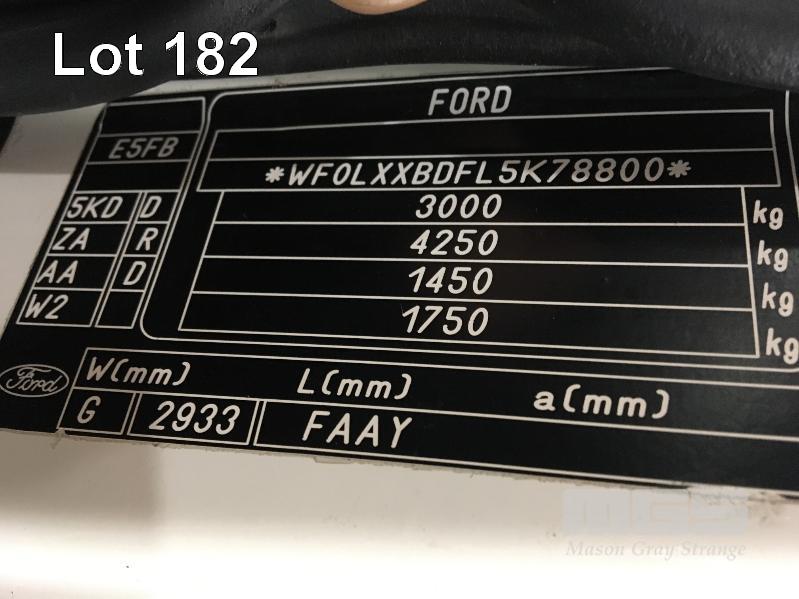 Lot 182
FORD
E5FB
*WF0LXXBDFL5K78800*
5KD D 3000 kg
ZA R 4250 kg
AA D 1450 kg
W2 1750 kg
Ford W(mm) L(mm) a(mm)
G 2933 FAAY
MGS
Mason Gray Strange